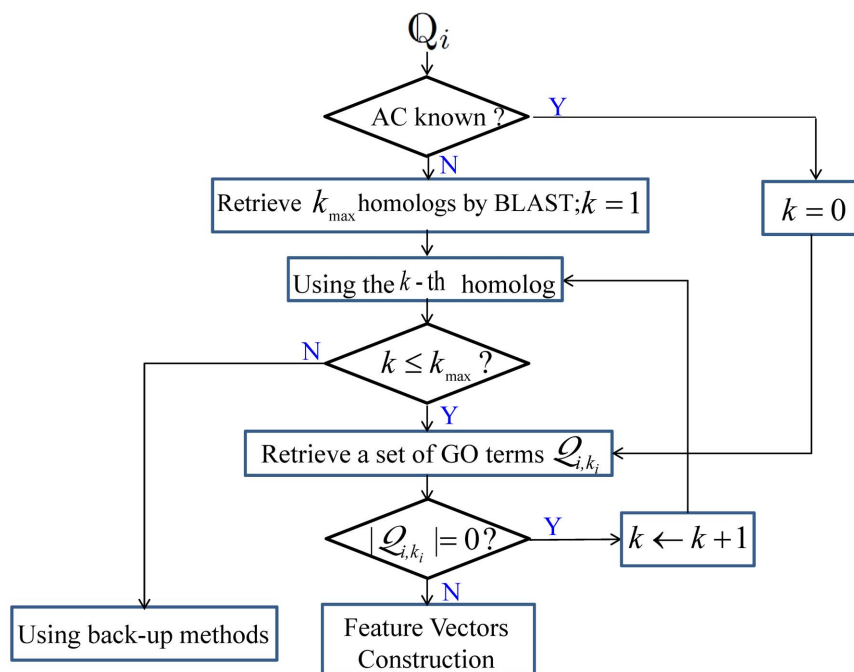 ℚᵢ
AC known ?
Y
N
Retrieve k_max homologs by BLAST;k = 1
k = 0
Using the k - th homolog
N
k ≤ k_max ?
Y
Retrieve a set of GO terms 𝒬_{i,k_i}
| 𝒬_{i,k_i} |= 0 ?
Y
k ← k + 1
N
Using back-up methods
Feature Vectors
Construction